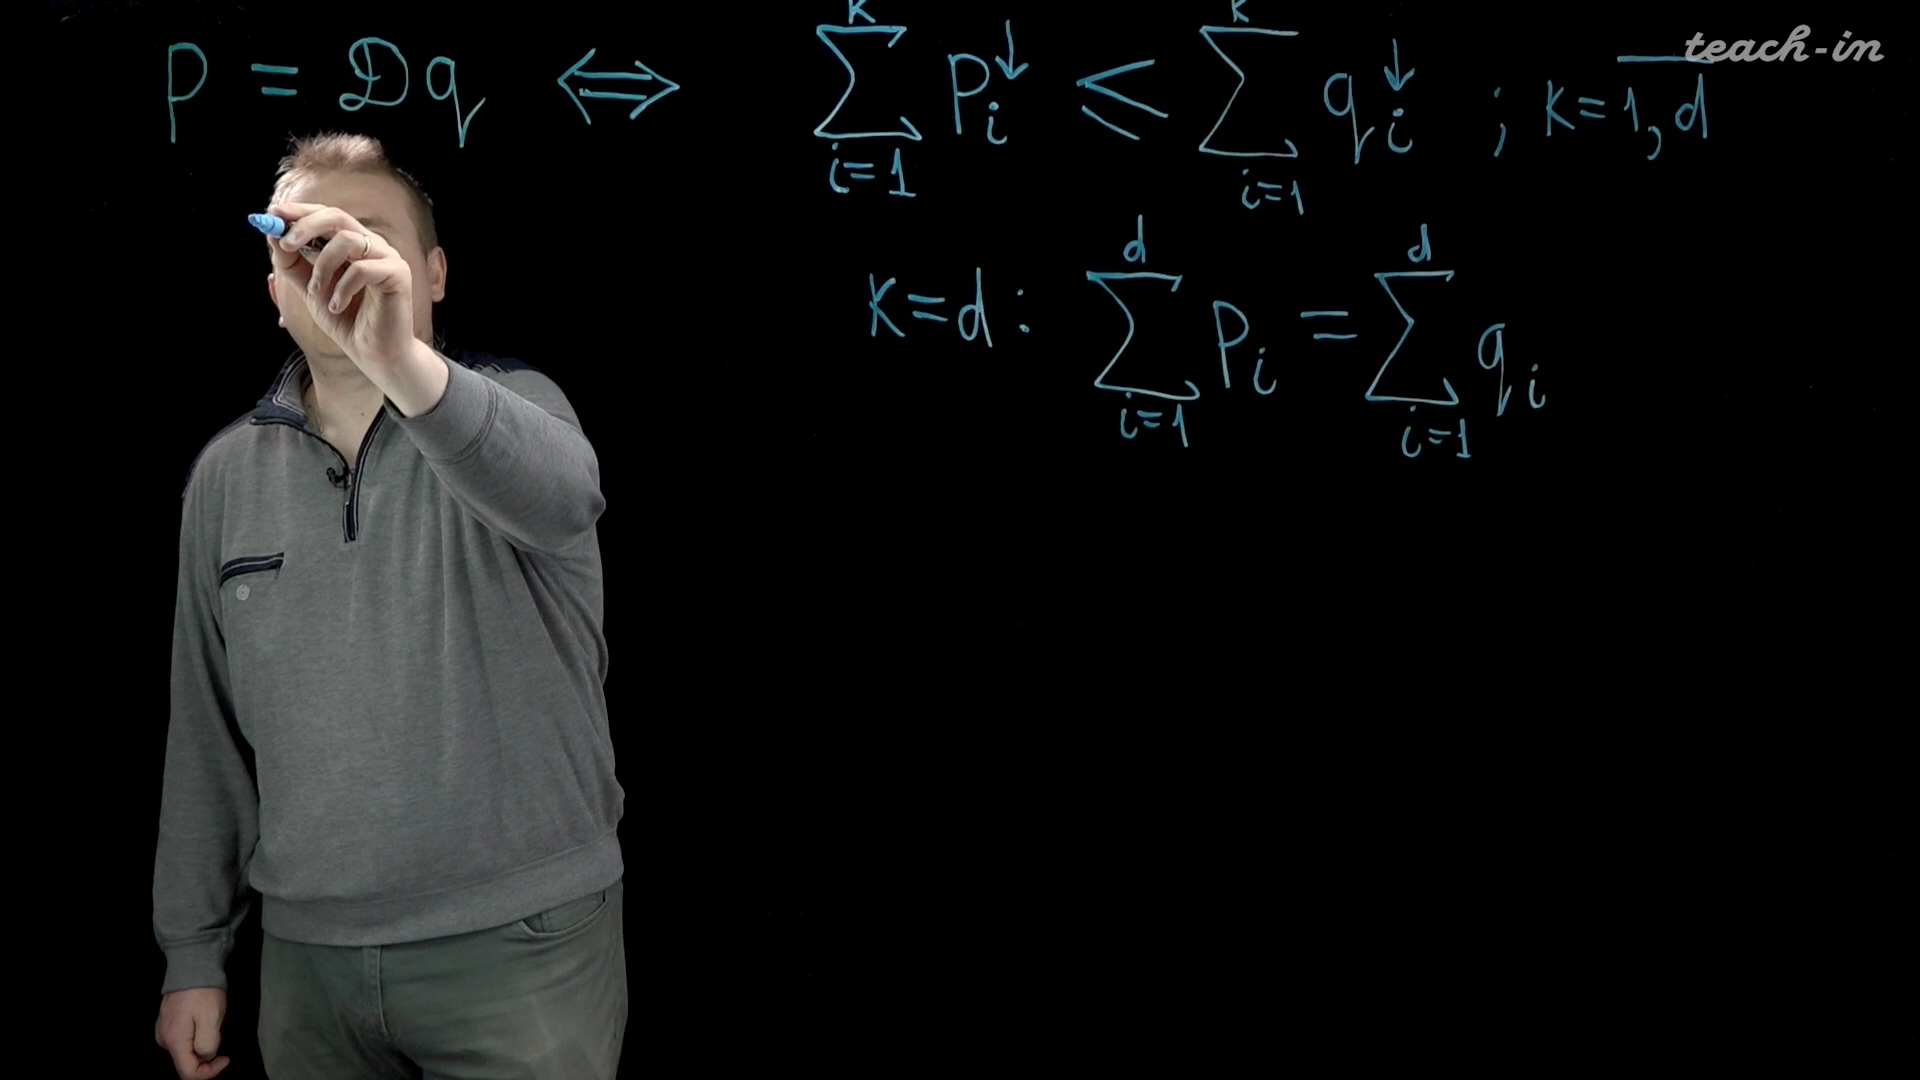 teach-in
P = 𝒟q ⟺ ∑_{i=1}^{k} P_i^↓ ≤ ∑_{i=1}^{k} q_i^↓ ; k = \overline{1, d}
k = d : ∑_{i=1}^{d} P_i = ∑_{i=1}^{d} q_i